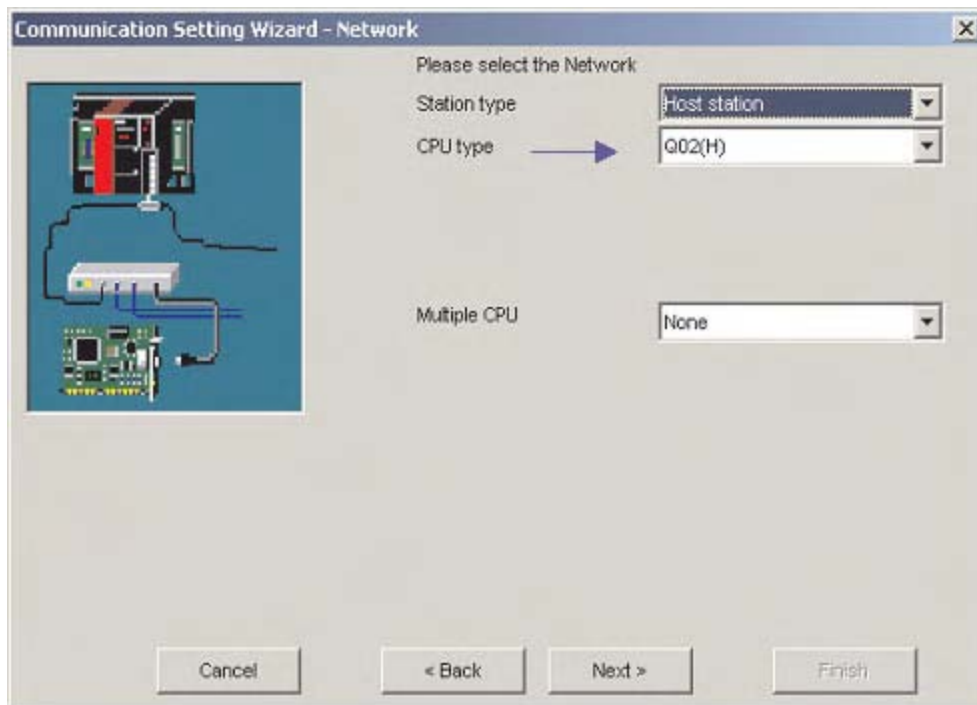 Communication Setting Wizard - Network
Please select the Network
Station type
Host station
CPU type
Q02(H)
Multiple CPU
None
Cancel
< Back
Next >
Finish